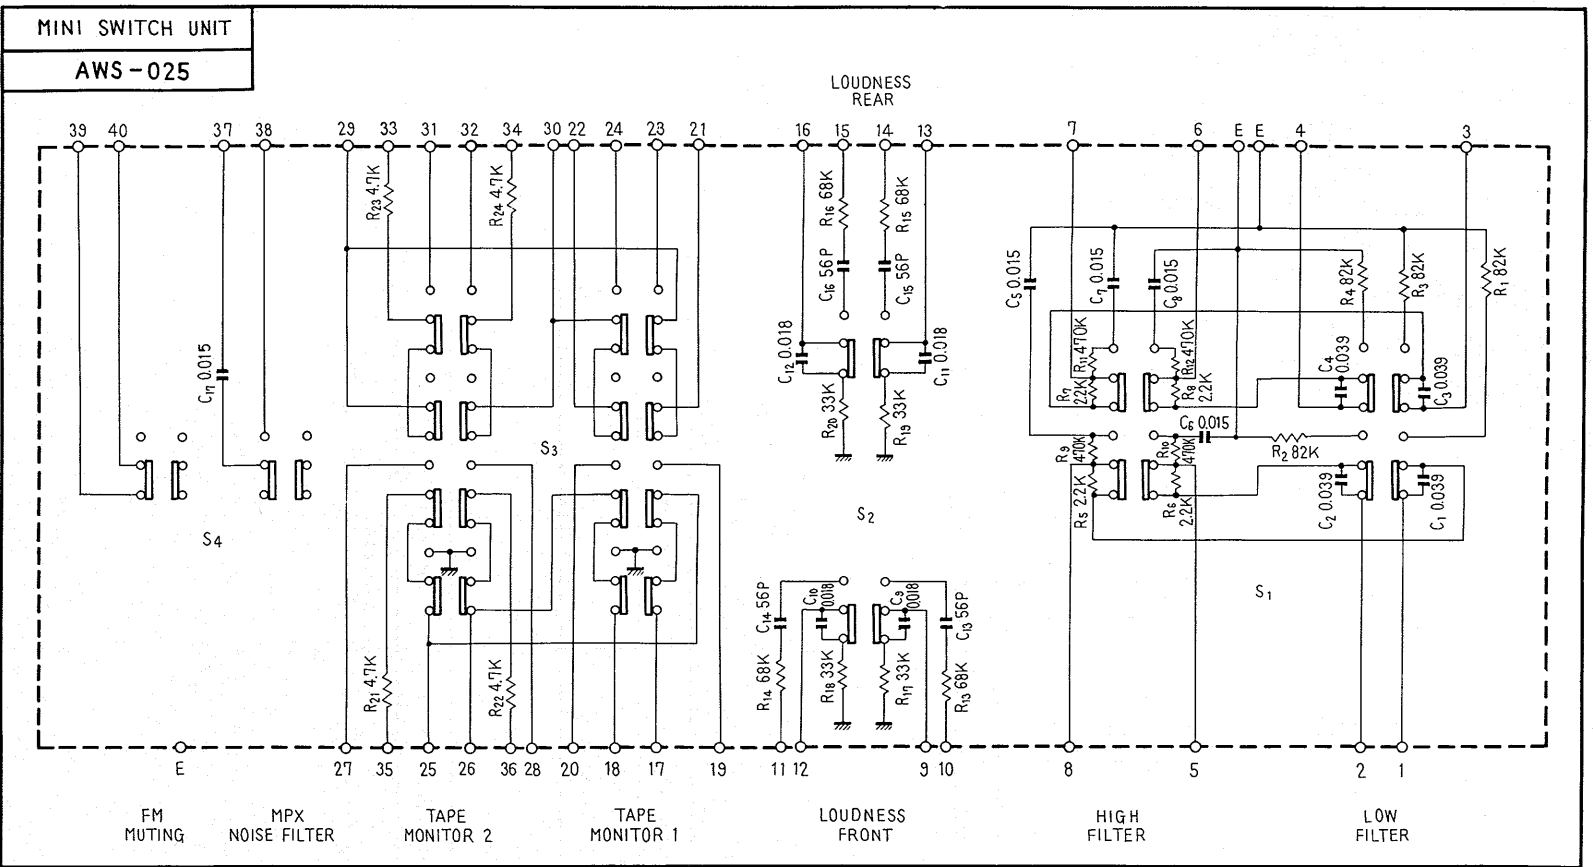 MINI SWITCH UNIT
AWS-025
LOUDNESS
REAR
39 40 37 38 29 33 31 32 34 30 22 24 23 21 16 15 14 13 7 6 E E 4 3
R23 4.7K
R24 4.7K
R16 68K
R15 68K
C16 56P
C15 56P
C5 0.015
C7 0.015
C8 0.015
R4 82K
R3 82K
R1 82K
C17 0.015
C12 0.018
C11 0.018
R11 470K
R12 470K
R7 22K
R8 2.2K
C4 0.039
C3 0.039
R20 33K
R19 33K
C6 0.015
R2 82K
R9 470K
R10 470K
R5 2.2K
R6 2.2K
C2 0.039
C1 0.039
S3
S2
S4
S1
C14 56P
C10 0.018
C9 0.018
C13 56P
R21 4.7K
R22 4.7K
R14 68K
R18 33K
R17 33K
R13 68K
E 27 35 25 26 36 28 20 18 17 19 11 12 9 10 8 5 2 1
FM
MUTING
MPX
NOISE FILTER
TAPE
MONITOR 2
TAPE
MONITOR 1
LOUDNESS
FRONT
HIGH
FILTER
LOW
FILTER